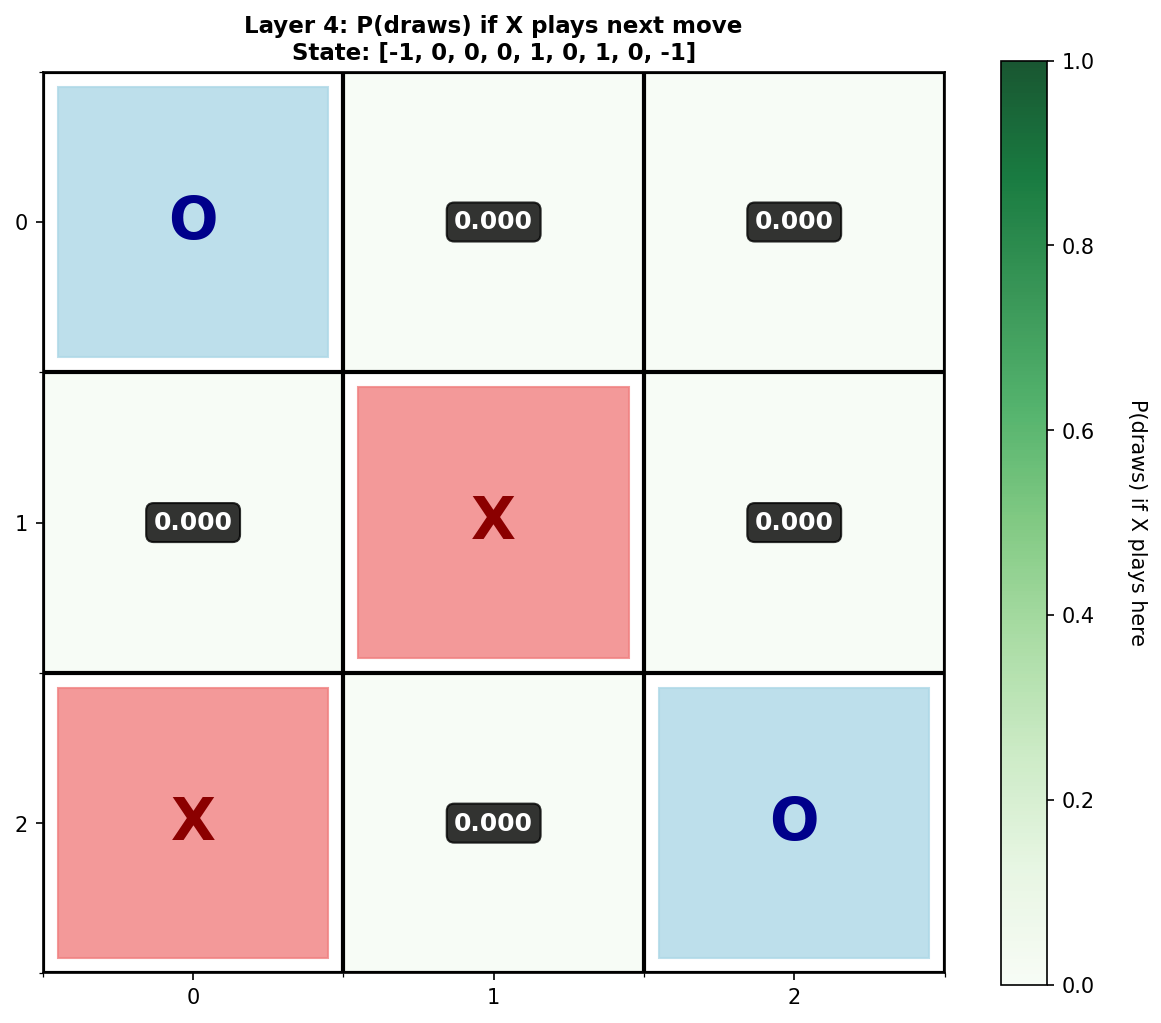 Layer 4: P(draws) if X plays next move
State: [-1, 0, 0, 0, 1, 0, 1, 0, -1]
0
O
0.000
0.000
1
0.000
X
0.000
2
X
0.000
O
0
1
2
1.0
0.8
0.6
0.4
0.2
0.0
P(draws) if X plays here